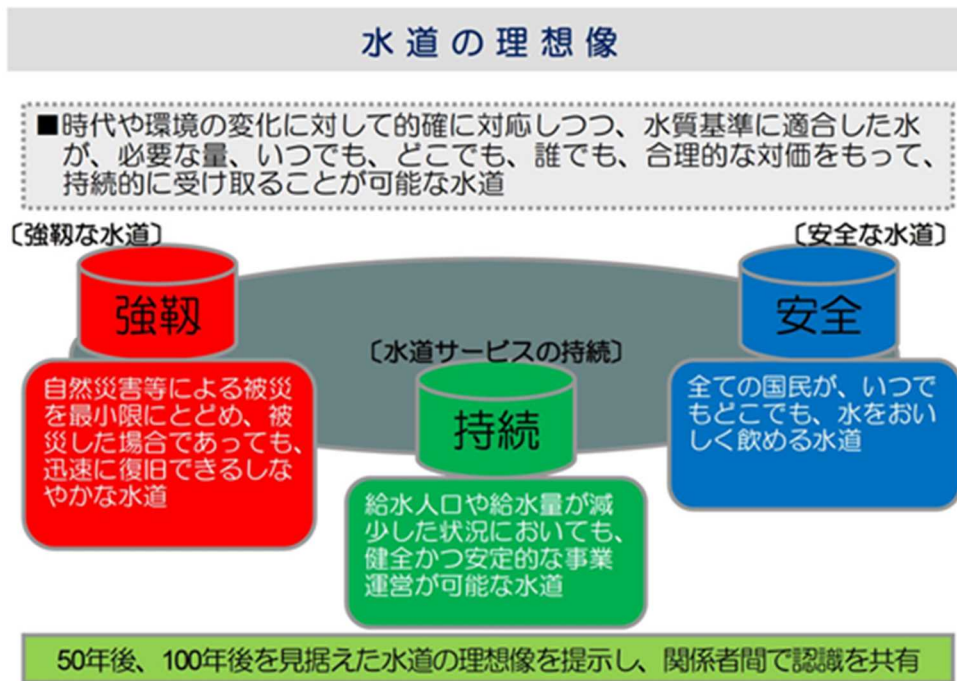 水道の理想像
■時代や環境の変化に対して的確に対応しつつ、水質基準に適合した水
が、必要な量、いつでも、どこでも、誰でも、合理的な対価をもって、
持続的に受け取ることが可能な水道
〔強靱な水道〕
〔安全な水道〕
強靱
安全
〔水道サービスの持続〕
持続
自然災害等による被災
を最小限にとどめ、被
災した場合であっても、
迅速に復旧できるしな
やかな水道
全ての国民が、いつで
もどこでも、水をおい
しく飲める水道
給水人口や給水量が減
少した状況においても、
健全かつ安定的な事業
運営が可能な水道
50年後、100年後を見据えた水道の理想像を提示し、関係者間で認識を共有